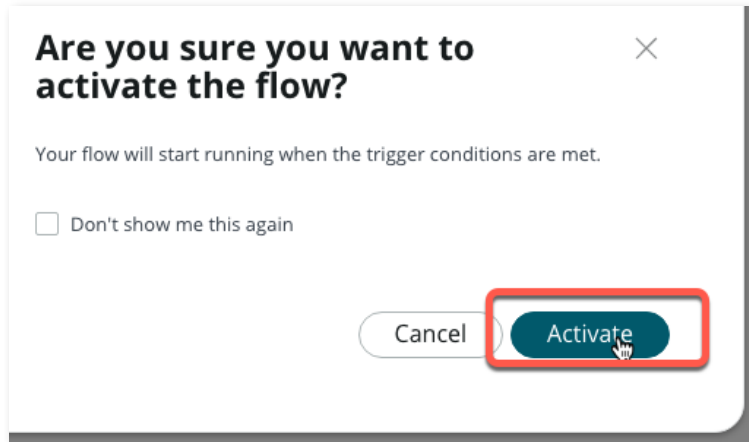 Are you sure you want to
activate the flow?
Your flow will start running when the trigger conditions are met.
Don't show me this again
Cancel
Activate